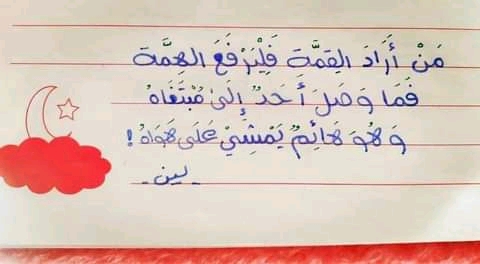 مَنْ أَرَادَ القِمَّة فَلْيَرْفَعَ الهِمَّة
فَمَا وَصَلَ أَحَدٌ إِلَىٰ مُبْتَغَاهُ
وَهُوَ هَائِمٌ يَمْشِيْ عَلَى هَوَاهُ!
-لين-